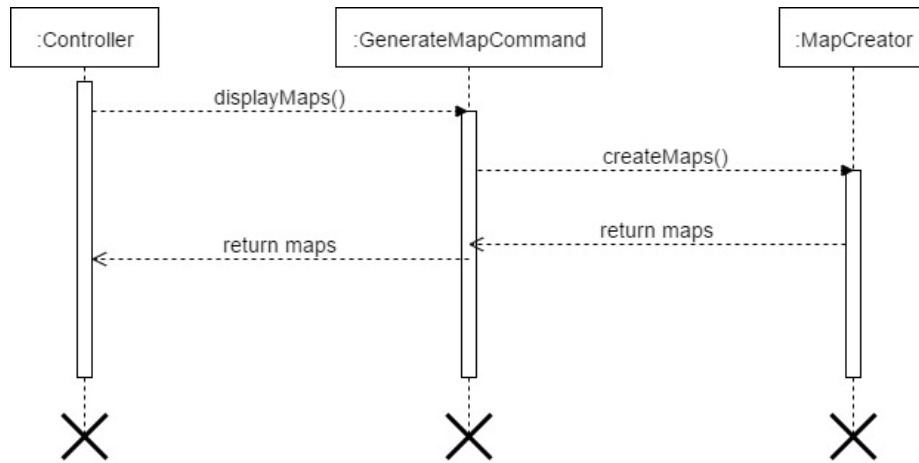 :Controller
:GenerateMapCommand
:MapCreator
displayMaps()
createMaps()
return maps
return maps